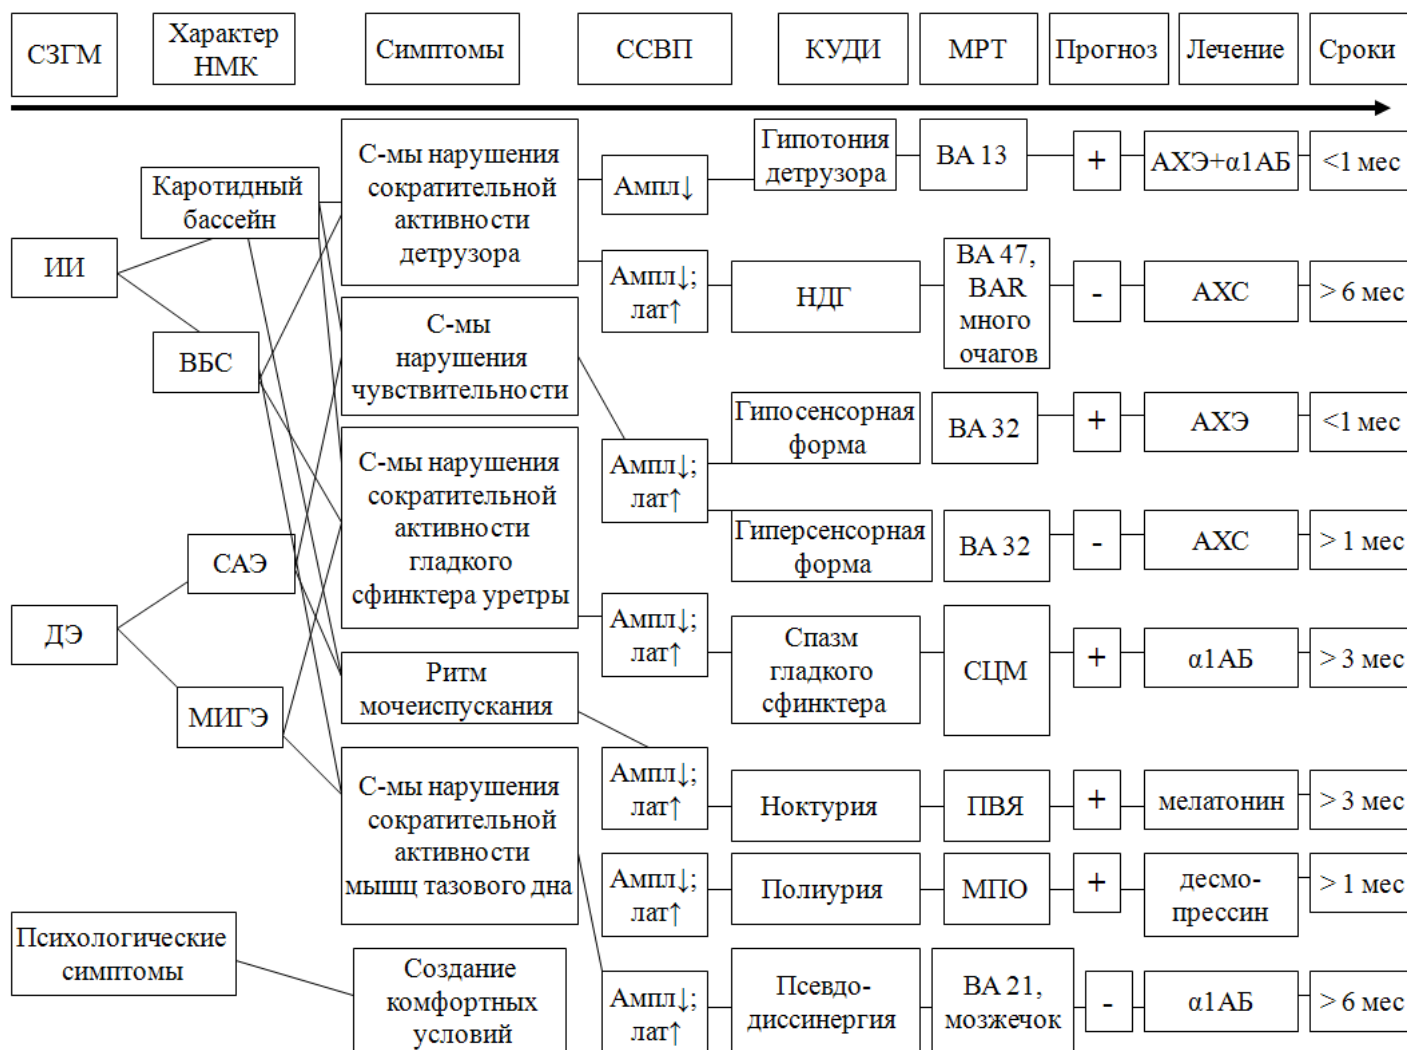 СЗГМ
Характер
НМК
Симптомы
ССВП
КУДИ
МРТ
Прогноз
Лечение
Сроки
ИИ
ДЭ
Психологические
симптомы
Каротидный
бассейн
ВБС
САЭ
МИГЭ
С-мы нарушения
сократительной
активности
детрузора
С-мы
нарушения
чувствительности
С-мы нарушения
сократительной
активности
гладкого
сфинктера уретры
Ритм
мочеиспускания
С-мы нарушения
сократительной
активности
мышц тазового дна
Создание
комфортных
условий
Ампл↓
Гипотония
детрузора
ВА 13
+
АХЭ+α1АБ
<1 мес
Ампл↓;
лат↑
НДГ
ВА 47,
BAR
много
очагов
-
АХС
> 6 мес
Ампл↓;
лат↑
Гипосенсорная
форма
ВА 32
+
АХЭ
<1 мес
Гиперсенсорная
форма
ВА 32
-
АХС
> 1 мес
Ампл↓;
лат↑
Спазм
гладкого
сфинктера
СЦМ
+
α1АБ
> 3 мес
Ампл↓;
лат↑
Ноктурия
ПВЯ
+
мелатонин
> 3 мес
Ампл↓;
лат↑
Полиурия
МПО
+
десмо-
прессин
> 1 мес
Ампл↓;
лат↑
Псевдо-
диссинергия
ВА 21,
мозжечок
-
α1АБ
> 6 мес